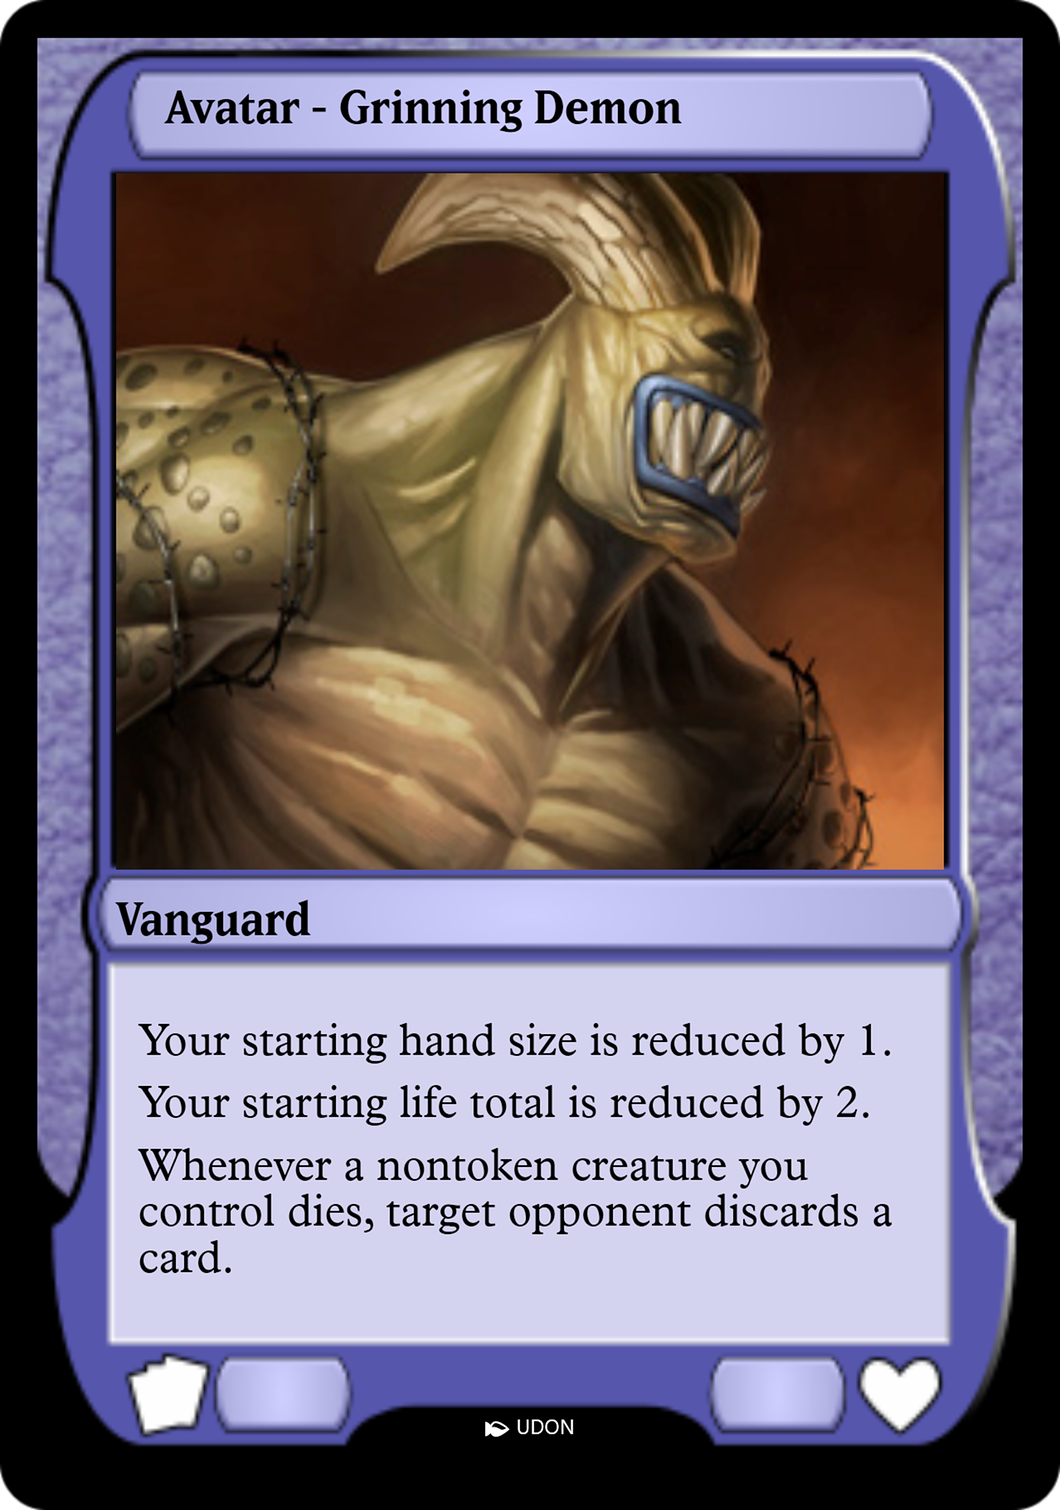 Avatar - Grinning Demon
Vanguard
Your starting hand size is reduced by 1.
Your starting life total is reduced by 2.
Whenever a nontoken creature you
control dies, target opponent discards a
card.
UDON